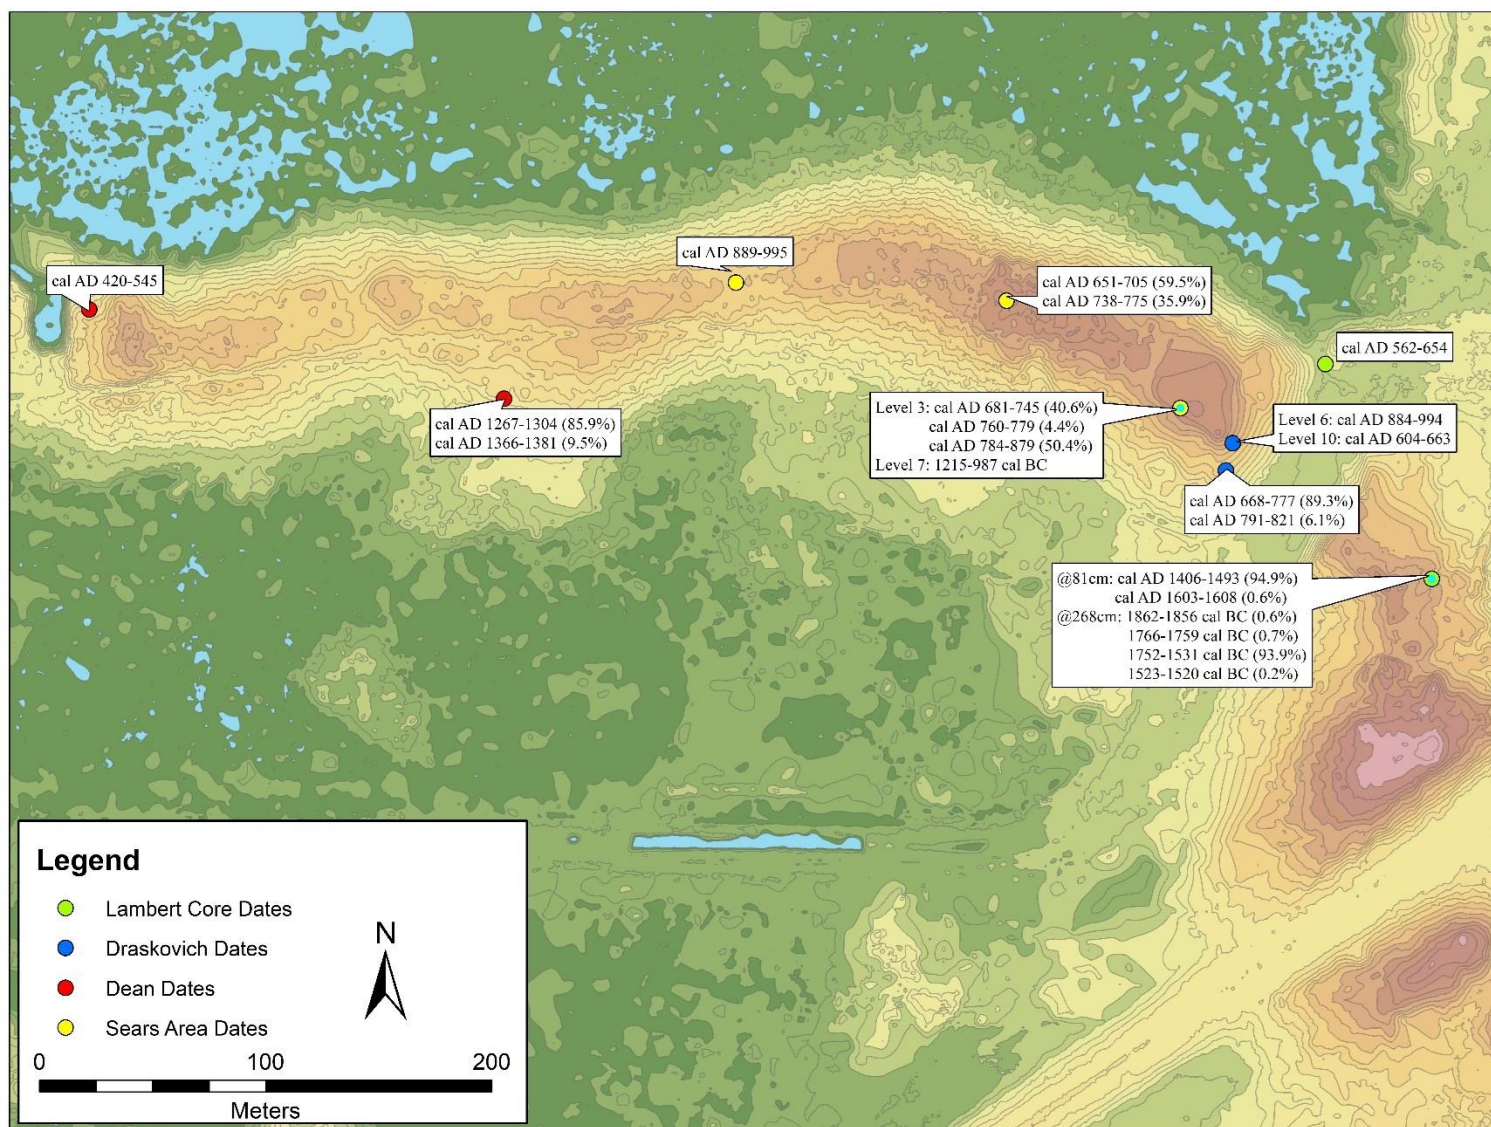 cal AD 420-545
cal AD 889-995
cal AD 651-705 (59.5%)
cal AD 738-775 (35.9%)
cal AD 562-654
cal AD 1267-1304 (85.9%)
cal AD 1366-1381 (9.5%)
Level 3: cal AD 681-745 (40.6%)
cal AD 760-779 (4.4%)
cal AD 784-879 (50.4%)
Level 7: 1215-987 cal BC
Level 6: cal AD 884-994
Level 10: cal AD 604-663
cal AD 668-777 (89.3%)
cal AD 791-821 (6.1%)
@81cm: cal AD 1406-1493 (94.9%)
cal AD 1603-1608 (0.6%)
@268cm: 1862-1856 cal BC (0.6%)
1766-1759 cal BC (0.7%)
1752-1531 cal BC (93.9%)
1523-1520 cal BC (0.2%)
Legend
Lambert Core Dates
Draskovich Dates
Dean Dates
Sears Area Dates
N
0 100 200
Meters